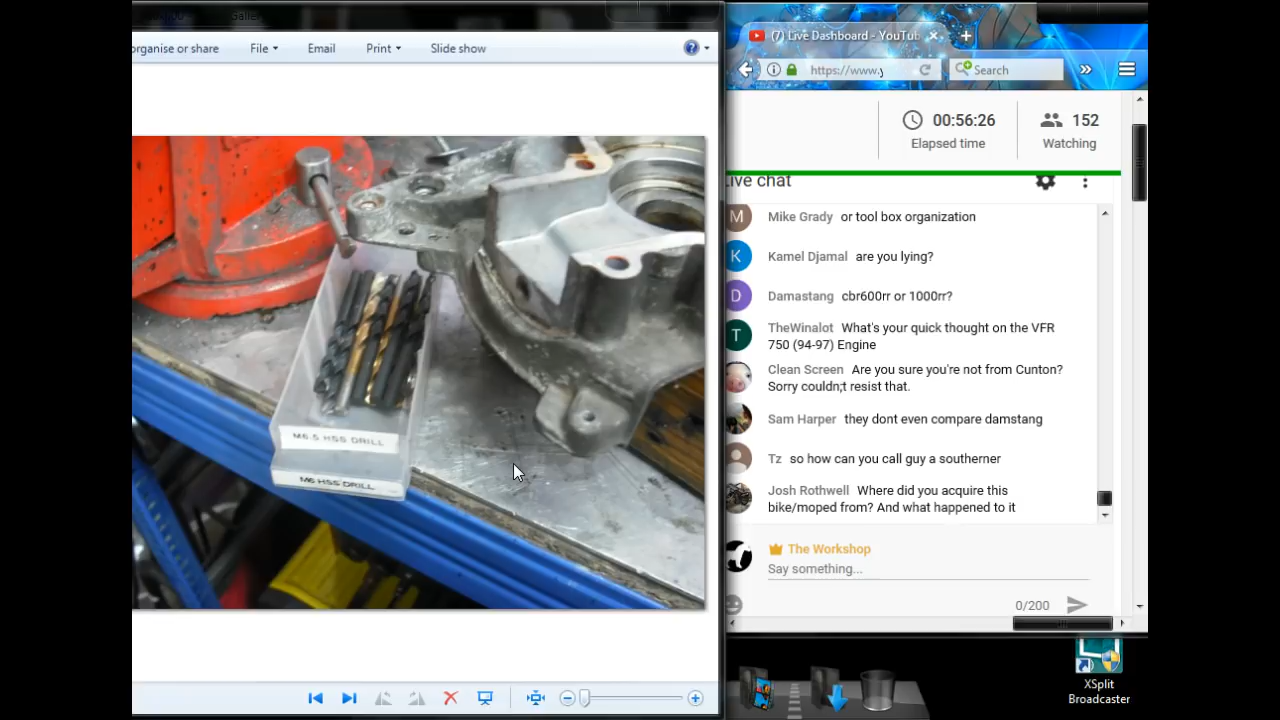 Gallery
organise or share File Email Print Slide show
M6.5 HSS DRILL
M6 HSS DRILL
(7) Live Dashboard - YouTub
https://www.y
Search
00:56:26
Elapsed time
152
Watching
Live chat
M Mike Grady or tool box organization
K Kamel Djamal are you lying?
D Damastang cbr600rr or 1000rr?
T TheWinalot What's your quick thought on the VFR
750 (94-97) Engine
Clean Screen Are you sure you're not from Cunton?
Sorry couldn;t resist that.
Sam Harper they dont even compare damstang
Tz so how can you call guy a southerner
Josh Rothwell Where did you acquire this
bike/moped from? And what happened to it
The Workshop
Say something...
0/200
XSplit
Broadcaster